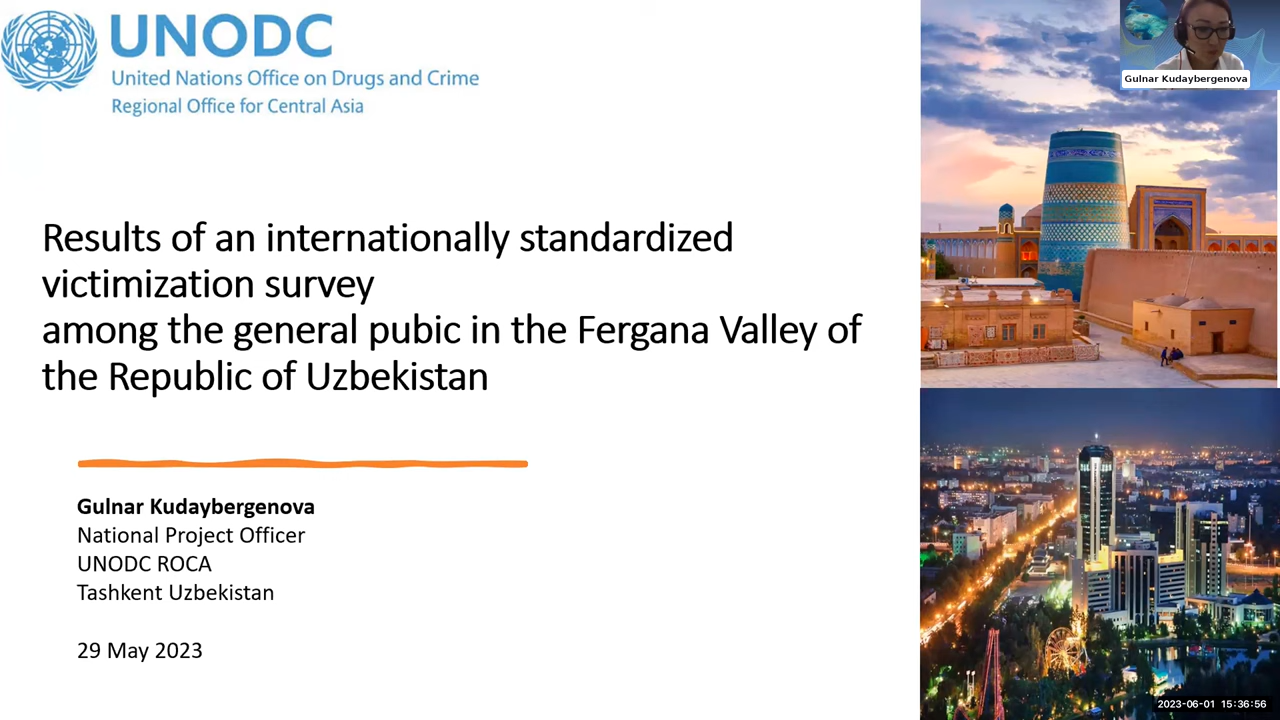 UNODC
United Nations Office on Drugs and Crime
Regional Office for Central Asia
Gulnar Kudaybergenova
Results of an internationally standardized
victimization survey
among the general pubic in the Fergana Valley of
the Republic of Uzbekistan
Gulnar Kudaybergenova
National Project Officer
UNODC ROCA
Tashkent Uzbekistan
29 May 2023
2023-06-01 15:36:56